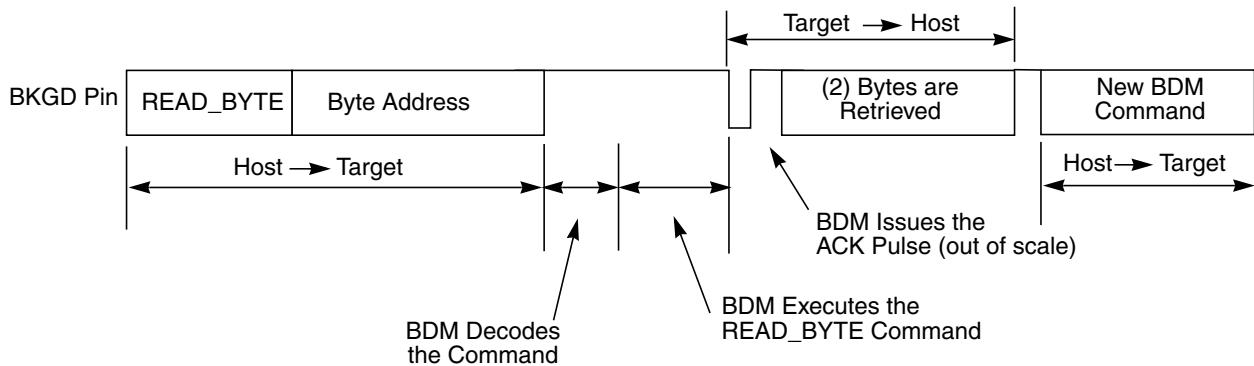 Target → Host
BKGD Pin
READ_BYTE
Byte Address
(2) Bytes are
Retrieved
New BDM
Command
Host → Target
Host → Target
BDM Issues the
ACK Pulse (out of scale)
BDM Executes the
READ_BYTE Command
BDM Decodes
the Command